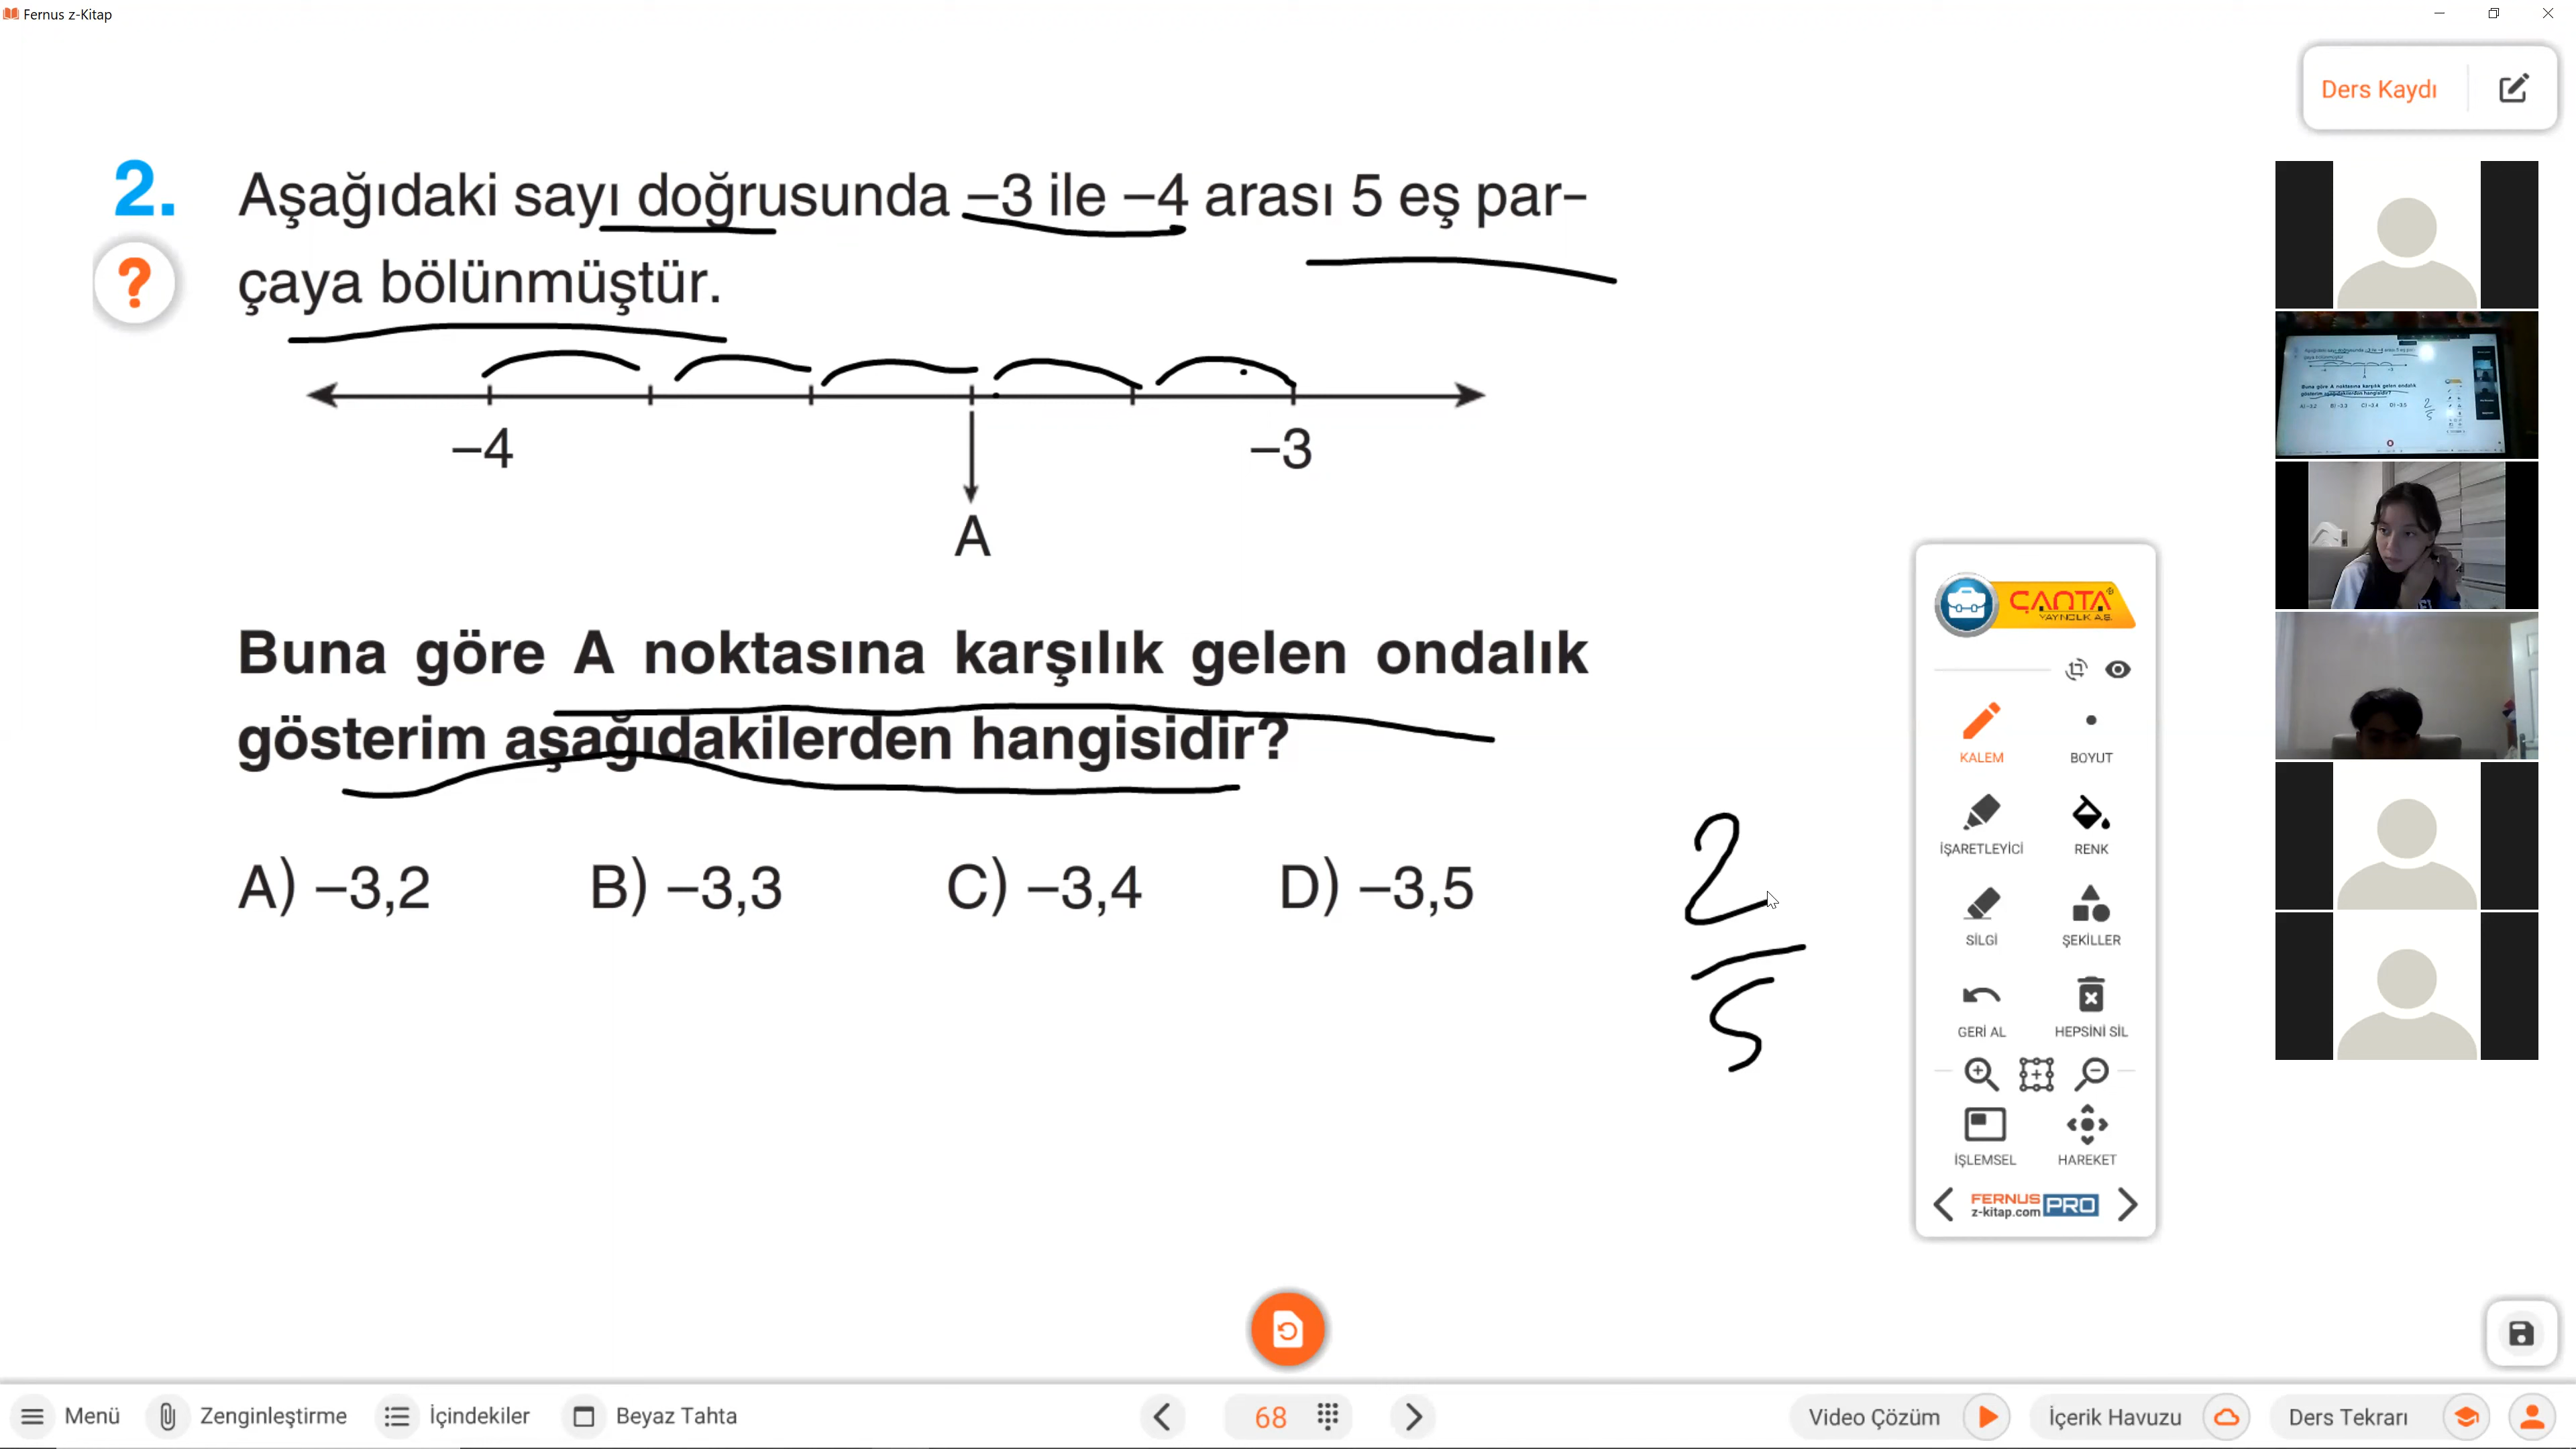 Fernus z-Kitap
Ders Kaydı
2. Aşağıdaki sayı doğrusunda –3 ile –4 arası 5 eş par-
çaya bölünmüştür.
?
–4 –3
A
Buna göre A noktasına karşılık gelen ondalık
gösterim aşağıdakilerden hangisidir?
A) –3,2 B) –3,3 C) –3,4 D) –3,5
2
5
ÇANTA
YAYINCILIK A.Ş.
KALEM BOYUT
İŞARETLEYİCİ RENK
SİLGİ ŞEKİLLER
GERİ AL HEPSİNİ SİL
İŞLEMSEL HAREKET
FERNUS PRO
z-kitap.com
Menü Zenginleştirme İçindekiler Beyaz Tahta 68 Video Çözüm İçerik Havuzu Ders Tekrarı